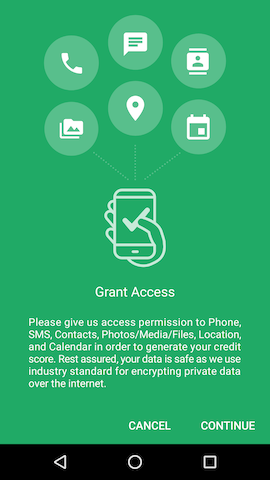 Grant Access
Please give us access permission to Phone,
SMS, Contacts, Photos/Media/Files, Location,
and Calendar in order to generate your credit
score. Rest assured, your data is safe as we use
industry standard for encrypting private data
over the internet.
CANCEL CONTINUE